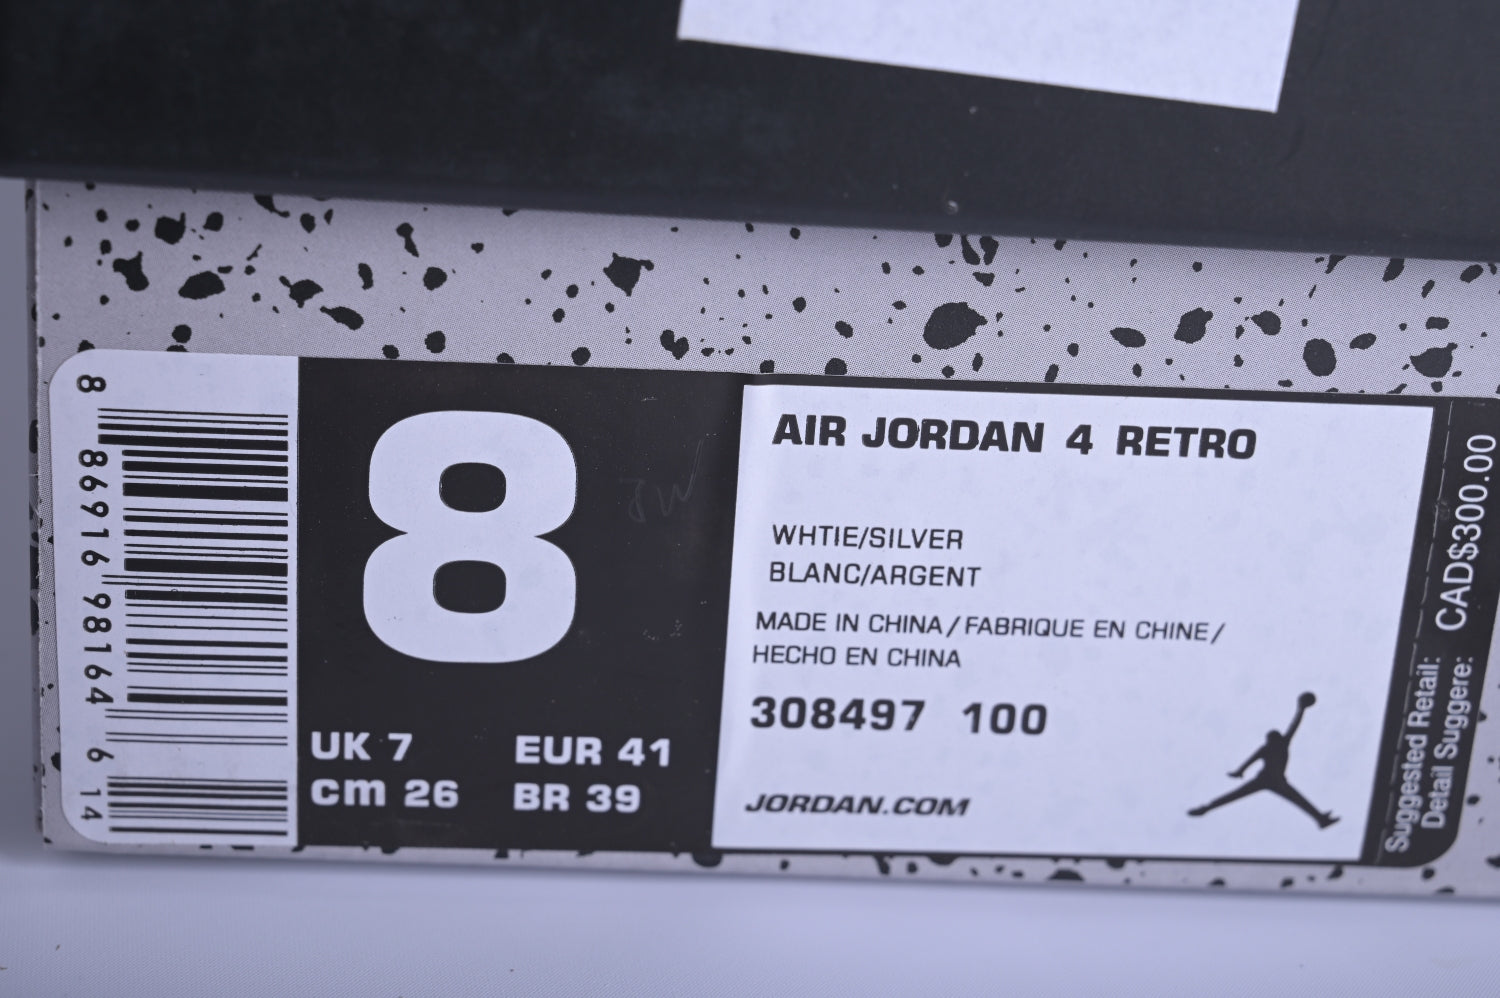 8 86916 98164 6 14
8
UK 7 EUR 41
cm 26 BR 39
AIR JORDAN 4 RETRO
WHTIE/SILVER
BLANC/ARGENT
MADE IN CHINA/FABRIQUE EN CHINE/
HECHO EN CHINA
308497 100
JORDAN.COM
Suggested Retail:
Detail Suggere:
CAD$300.00